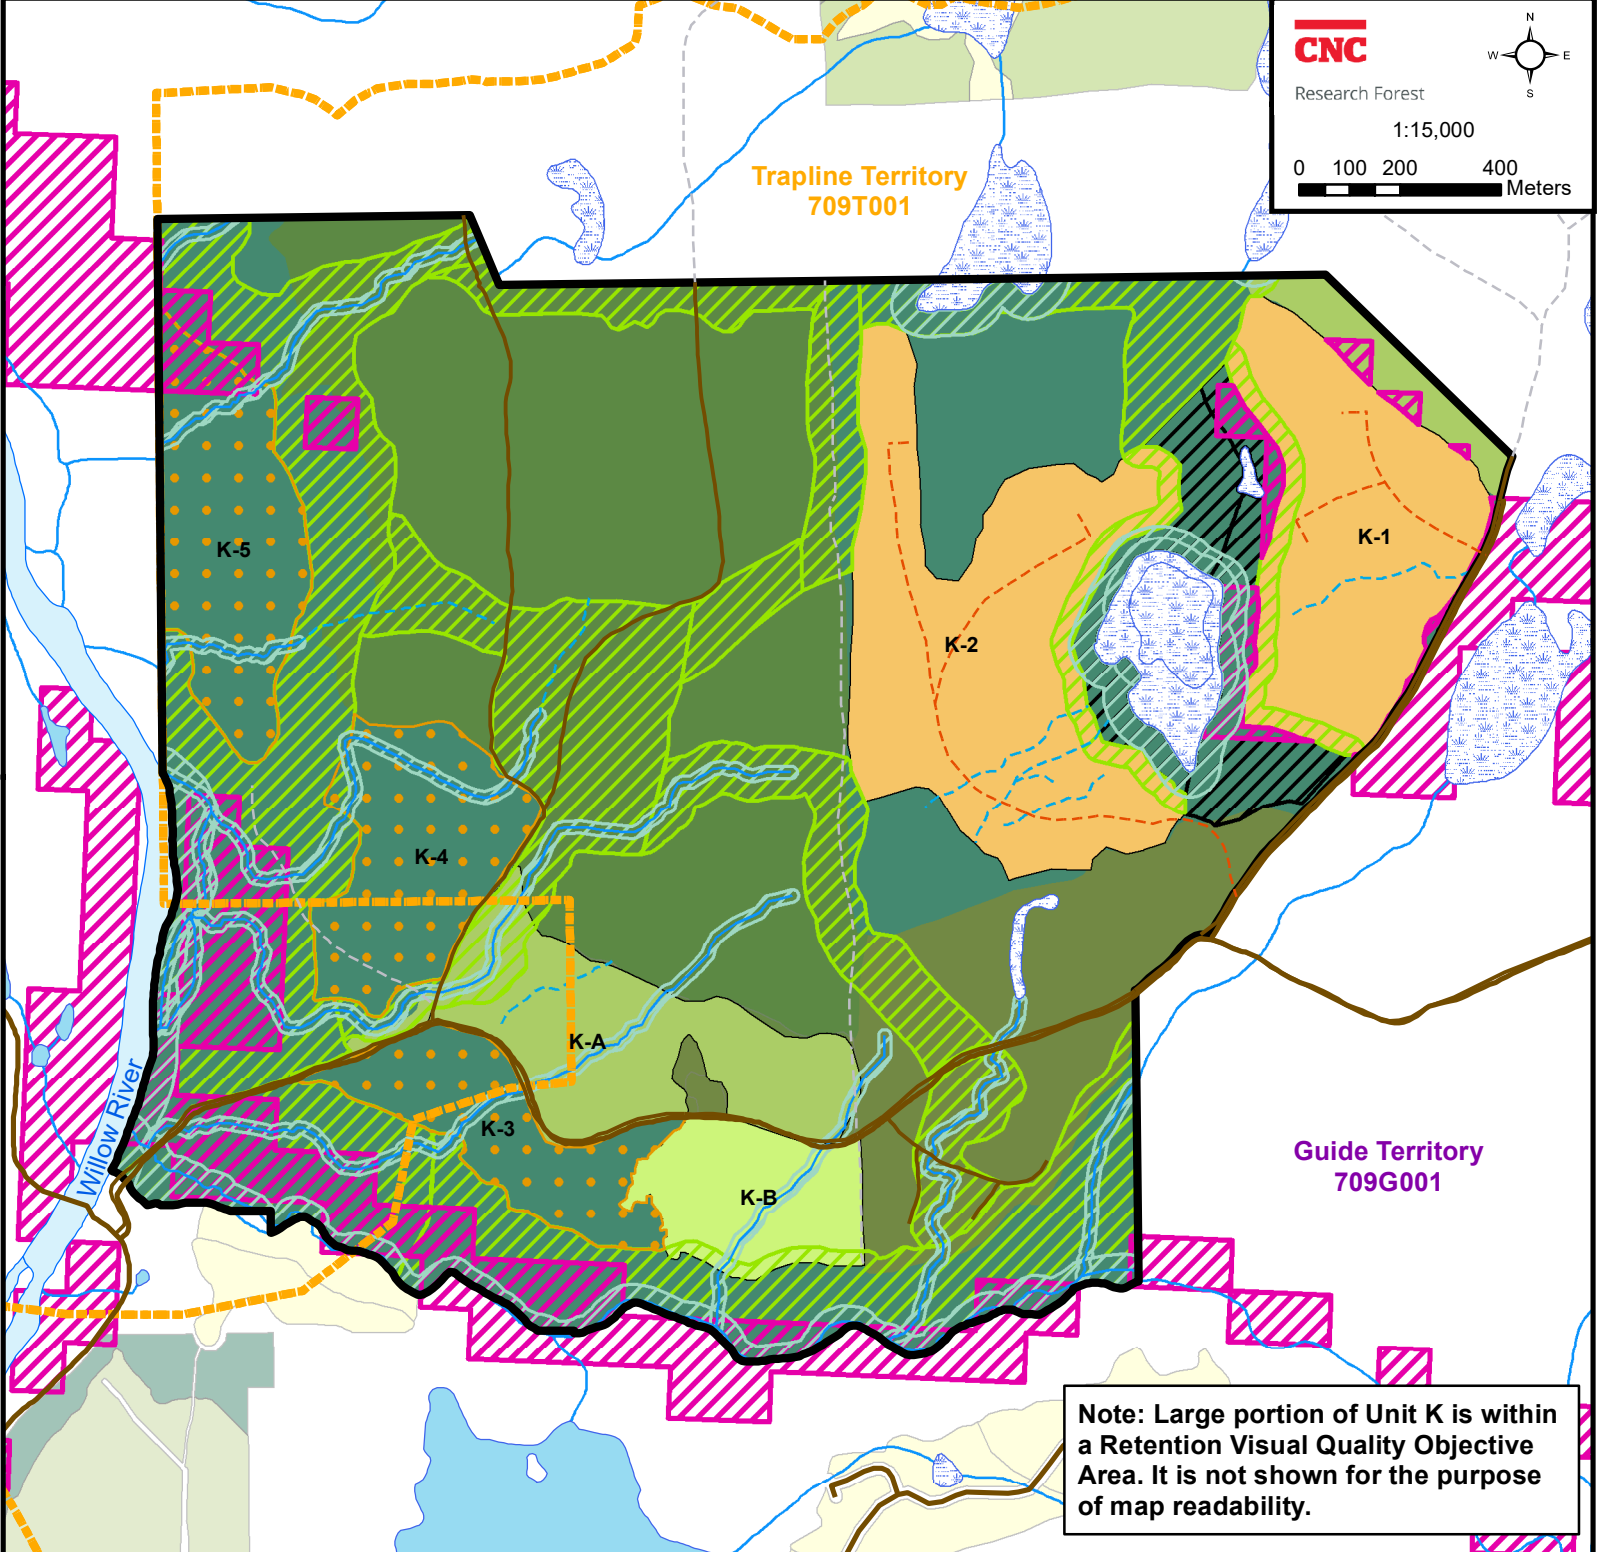 CNC
Research Forest
N
W E
S
1:15,000
0 100 200 400
Meters
Trapline Territory
709T001
K-5
K-1
K-2
K-4
K-A
K-3
K-B
Willow River
Guide Territory
709G001
Note: Large portion of Unit K is within
a Retention Visual Quality Objective
Area. It is not shown for the purpose
of map readability.